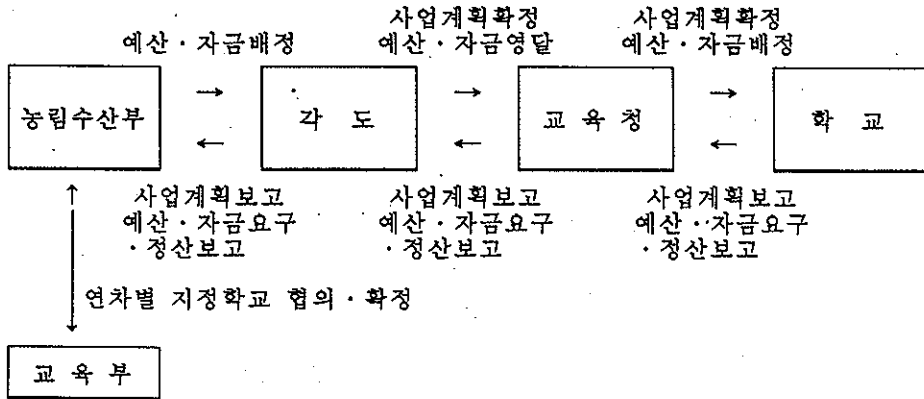 사업계획확정 사업계획확정
예산·자금배정 예산·자금영달 예산·자금배정
농림수산부 → ← 각 도 → ← 교 육 청 → ← 학 교
사업계획보고 사업계획보고 사업계획보고
예산·자금요구 예산·자금요구 예산·자금요구
·정산보고 ·정산보고 ·정산보고
연차별 지정학교 협의·확정
교 육 부